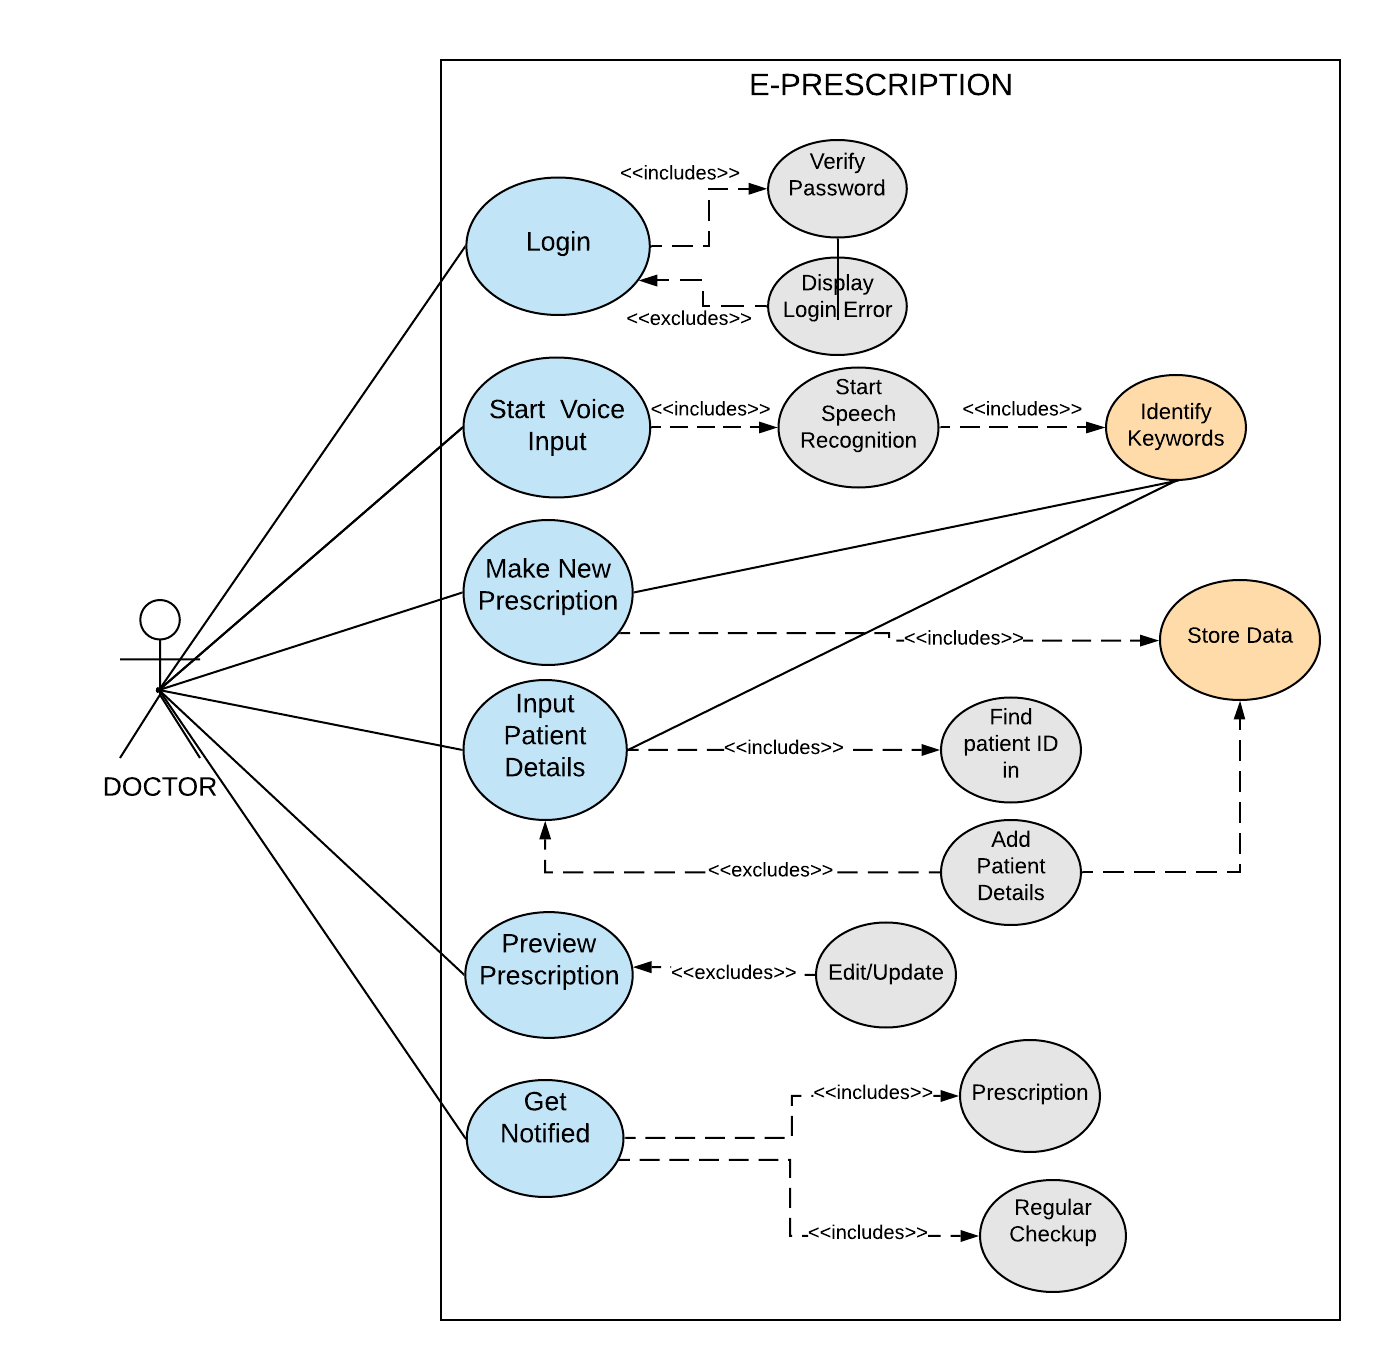 E-PRESCRIPTION
<<includes>>
Verify
Password
Login
Display
Login Error
<<excludes>>
Start Voice
Input
<<includes>>
Start
Speech
Recognition
<<includes>>
Identify
Keywords
Make New
Prescription
<<includes>>
Store Data
Input
Patient
Details
<<includes>>
Find
patient ID
in
DOCTOR
<<excludes>>
Add
Patient
Details
Preview
Prescription
<<excludes>>
Edit/Update
Get
Notified
<<includes>>
Prescription
<<includes>>
Regular
Checkup